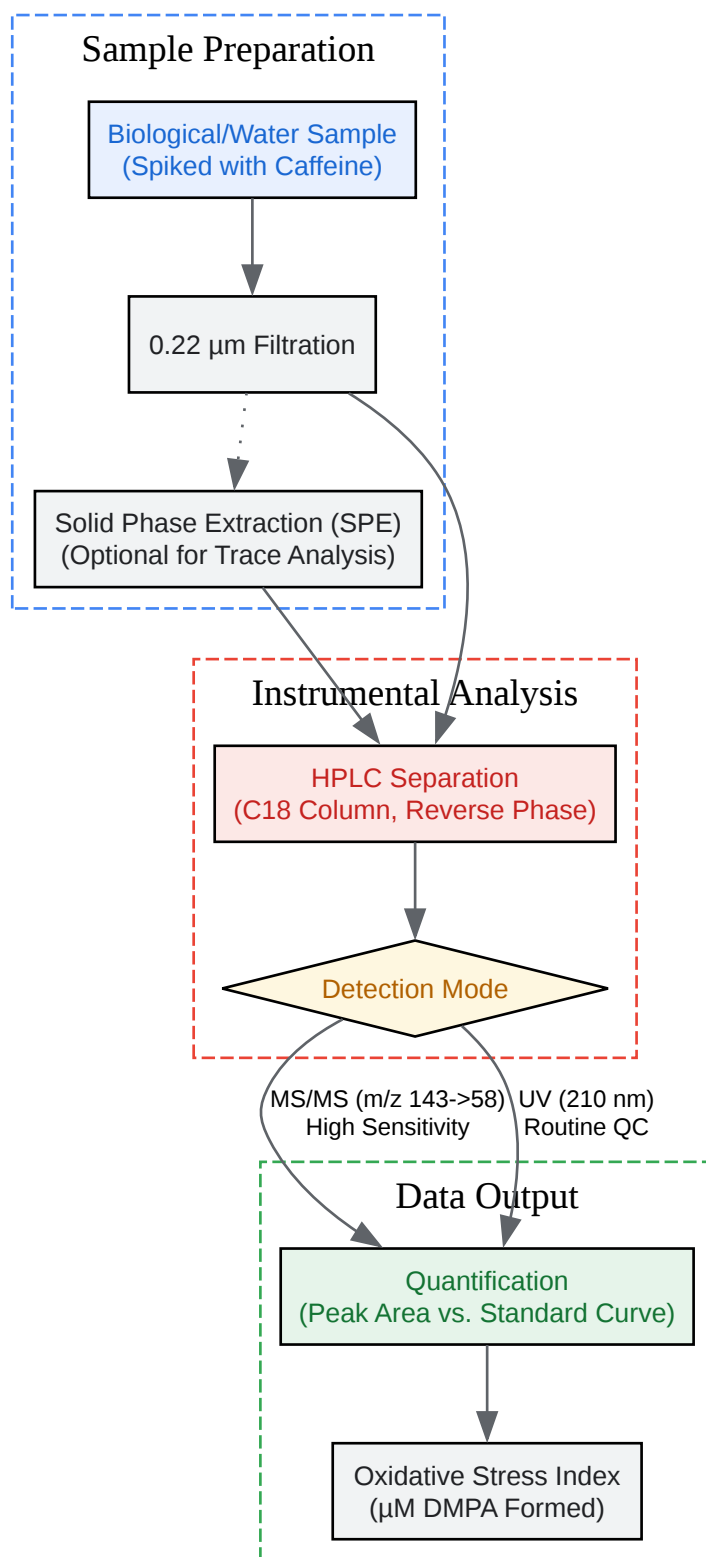 Sample Preparation
Biological/Water Sample
(Spiked with Caffeine)
0.22 µm Filtration
Solid Phase Extraction (SPE)
(Optional for Trace Analysis)
Instrumental Analysis
HPLC Separation
(C18 Column, Reverse Phase)
Detection Mode
MS/MS (m/z 143->58)
High Sensitivity
UV (210 nm)
Routine QC
Data Output
Quantification
(Peak Area vs. Standard Curve)
Oxidative Stress Index
(µM DMPA Formed)